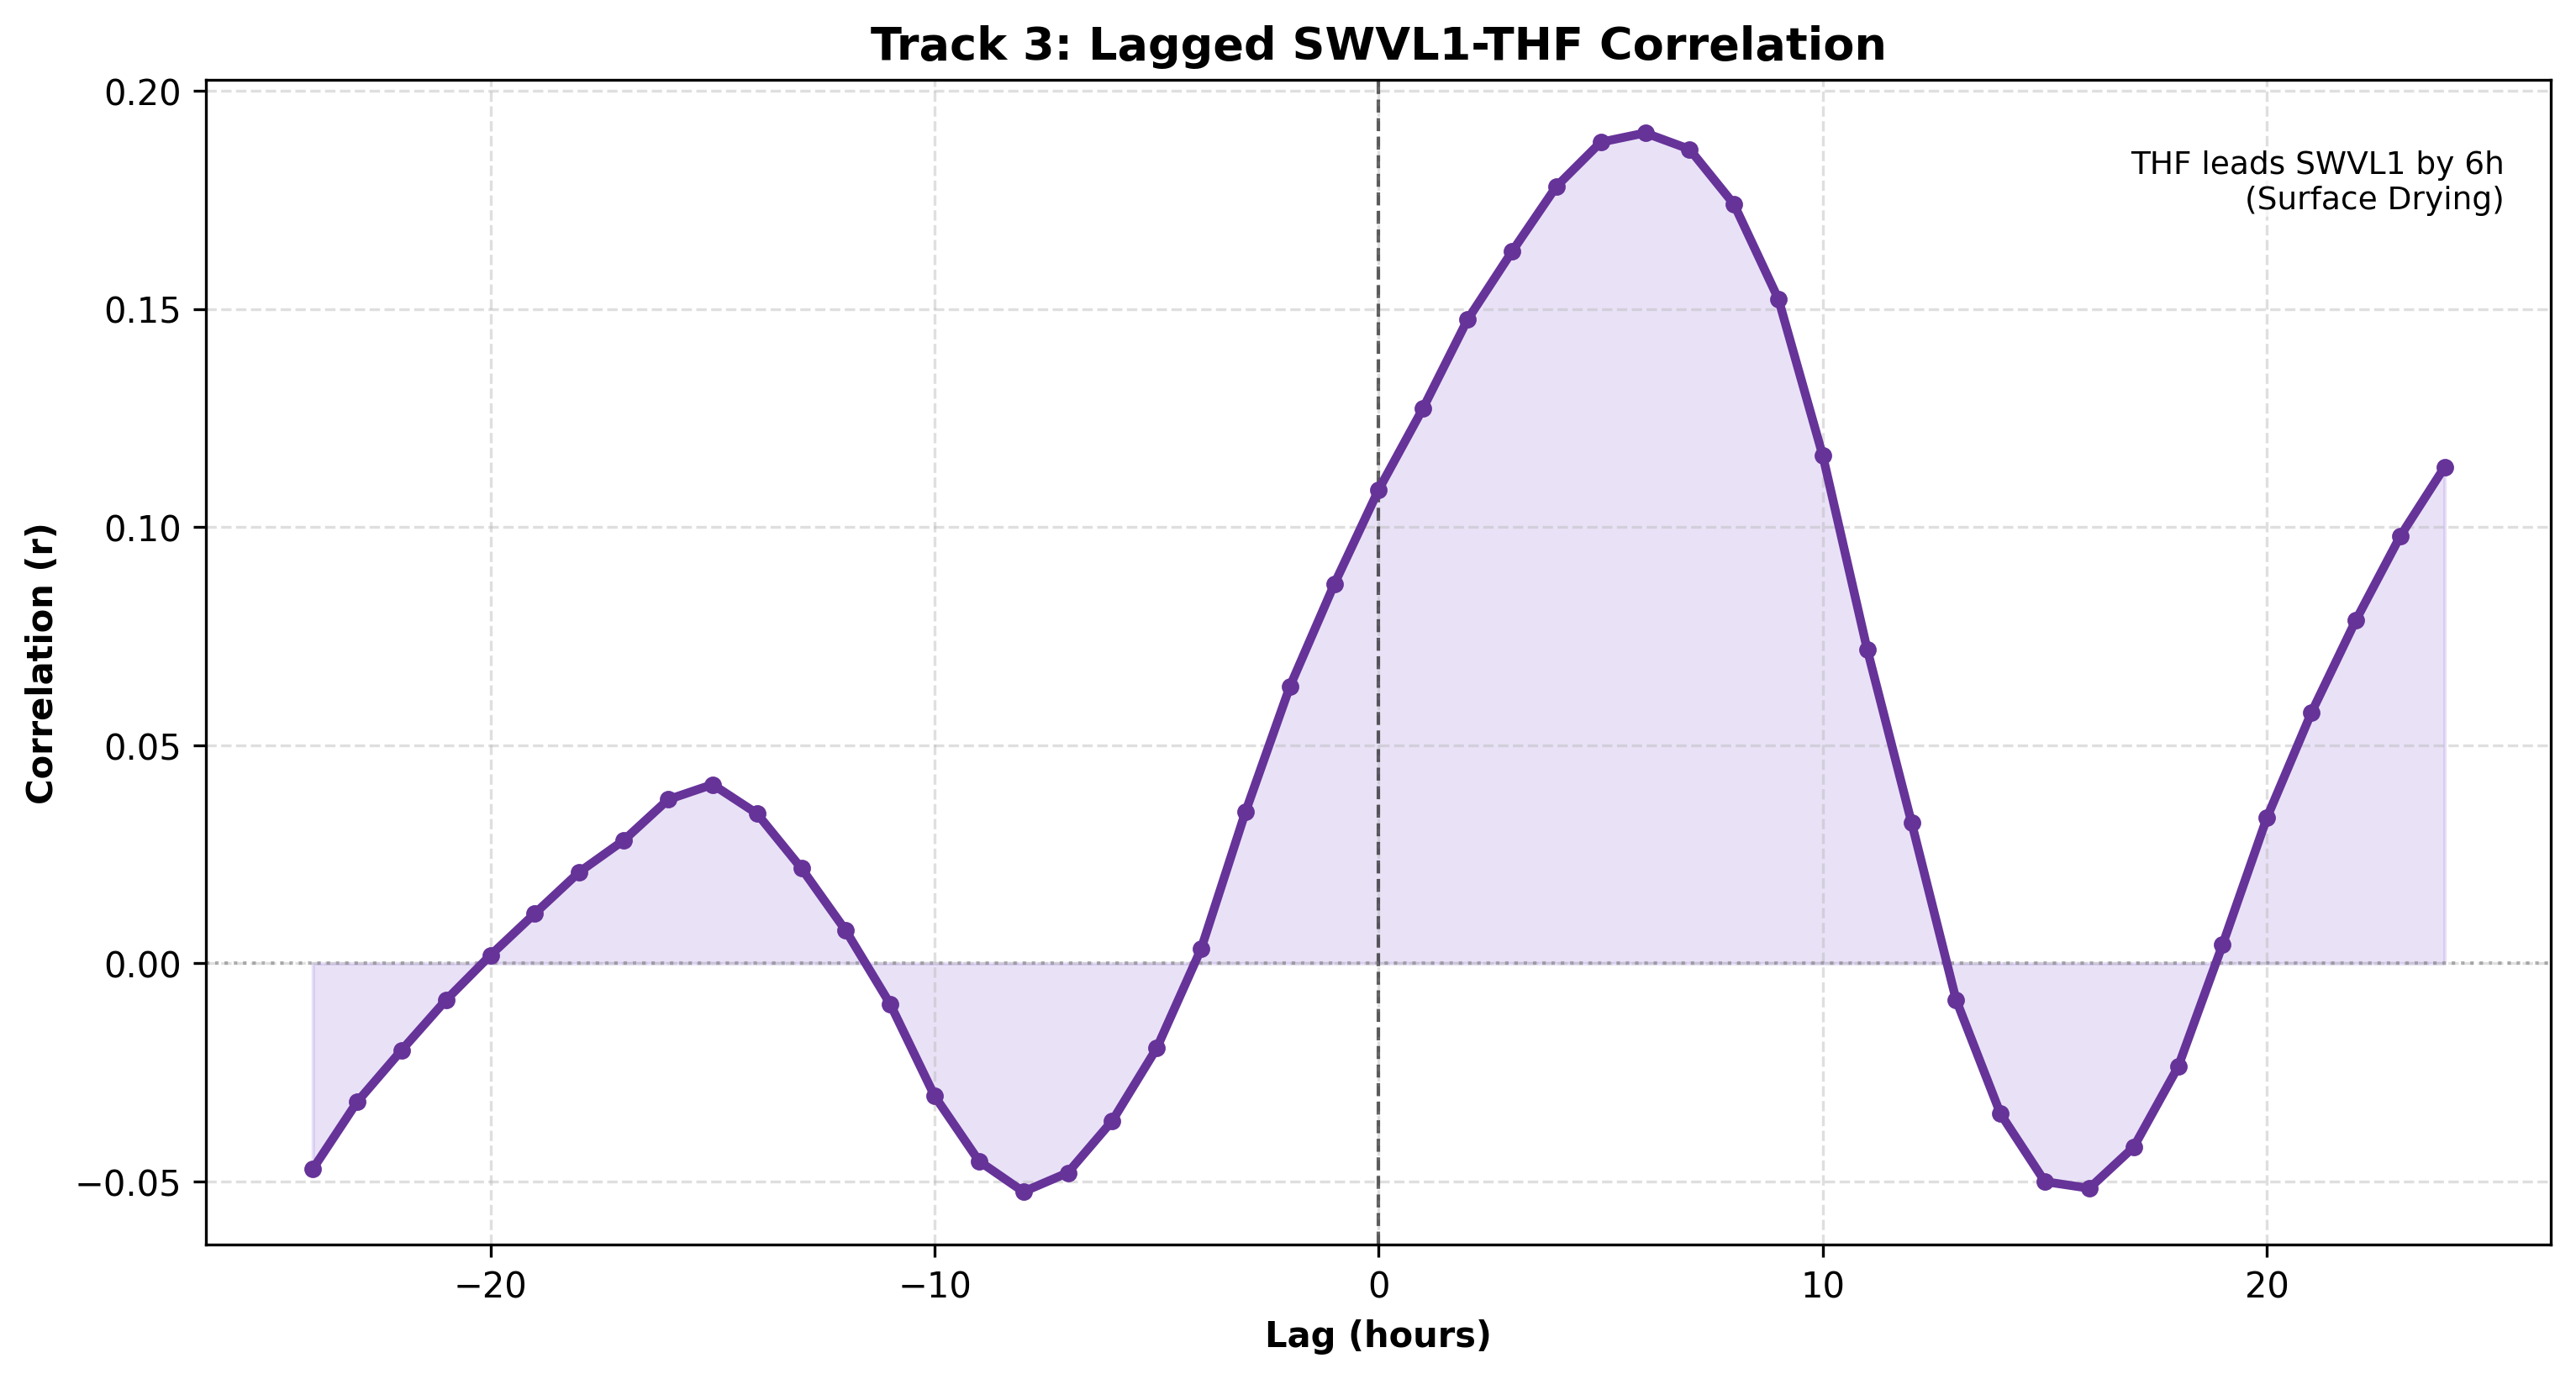 Track 3: Lagged SWVL1-THF Correlation
0.20
0.15
0.10
0.05
0.00
−0.05
Correlation (r)
THF leads SWVL1 by 6h
(Surface Drying)
−20 −10 0 10 20
Lag (hours)